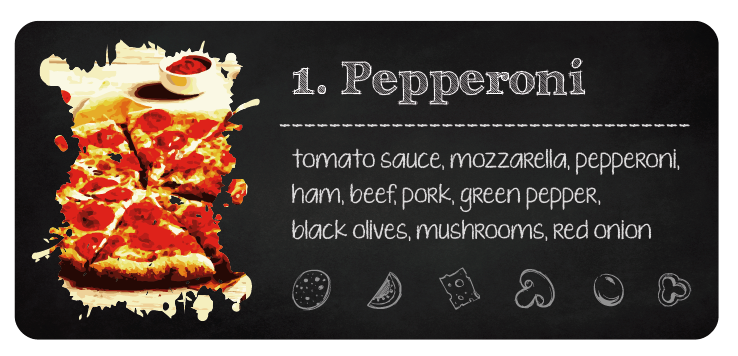 1. Pepperoni
tomato sauce, mozzarella, pepperoni,
ham, beef, pork, green pepper,
black olives, mushrooms, red onion